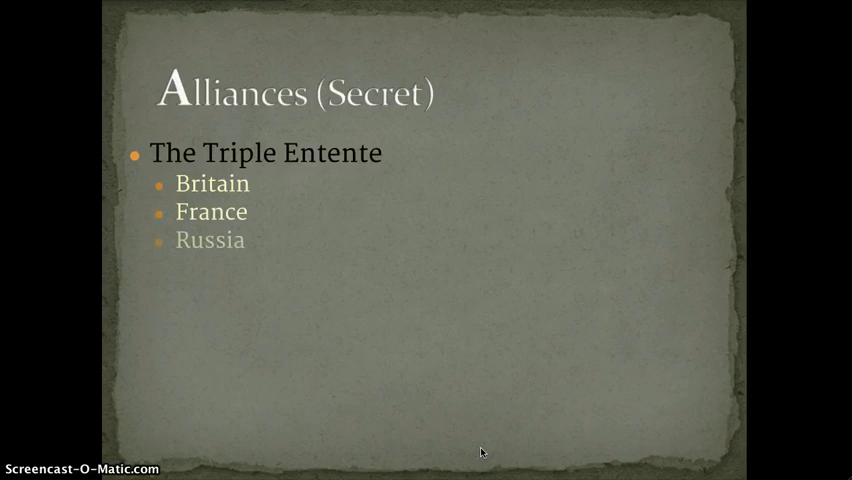 Alliances (Secret)
The Triple Entente
Britain
France
Russia
Screencast-O-Matic.com